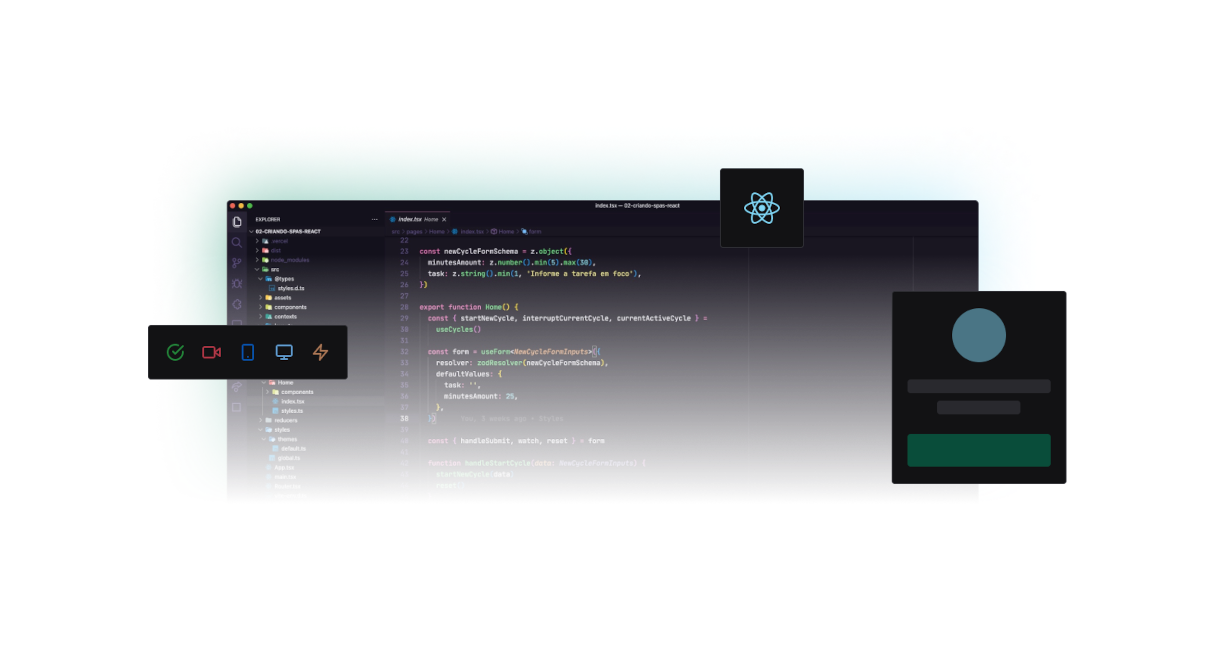 index.tsx — 02-criando-spas-react
EXPLORER
···
02-CRIANDO-SPAS-REACT
.vercel
dist
node_modules
src
@types
styles.d.ts
assets
components
contexts
Home
components
index.tsx
styles.ts
reducers
styles
themes
default.ts
global.ts
App.tsx
index.tsx Home ×
src > pages > Home > index.tsx > Home > form
22
23 const newCycleFormSchema = z.object({
24 minutesAmount: z.number().min(5).max(30),
25 task: z.string().min(1, 'Informe a tarefa em foco'),
26 })
27
28 export function Home() {
29 const { startNewCycle, interruptCurrentCycle, currentActiveCycle } =
30 useCycles()
31
32 const form = useForm<NewCycleFormInputs>({
33 resolver: zodResolver(newCycleFormSchema),
34 defaultValues: {
35 task: '',
36 minutesAmount: 25,
37 },
38 }) You, 3 weeks ago • Styles
39
40 const { handleSubmit, watch, reset } = form
41
42 function handleStartCycle(data: NewCycleFormInputs) {
startNewCycle(data)
reset()